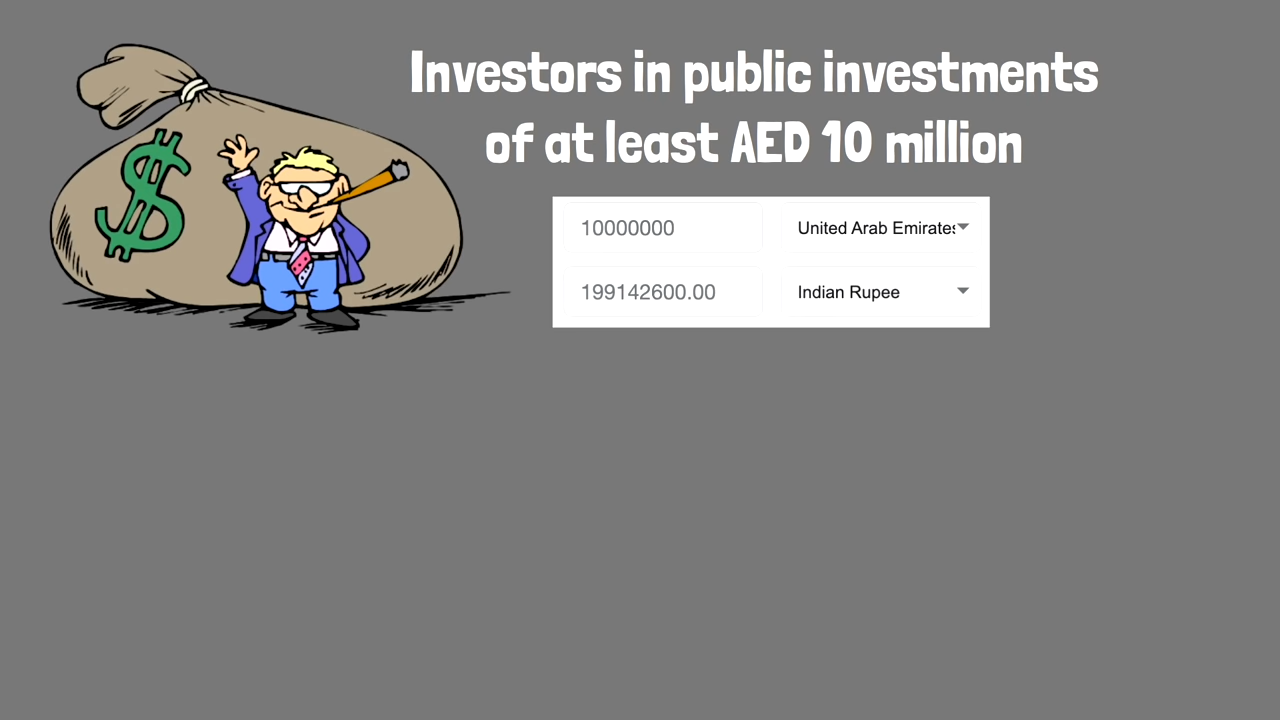 Investors in public investments
of at least AED 10 million
10000000
United Arab Emirates
199142600.00
Indian Rupee
$